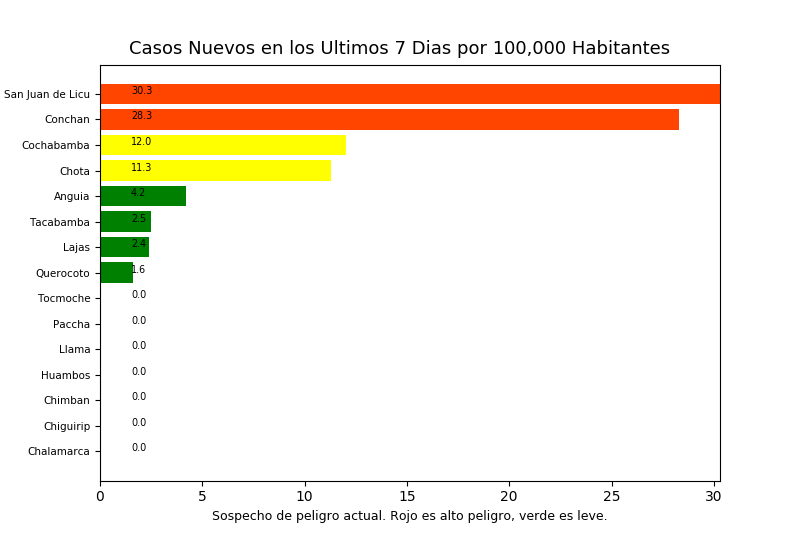 Casos Nuevos en los Ultimos 7 Dias por 100,000 Habitantes
San Juan de Licu 30.3
Conchan 28.3
Cochabamba 12.0
Chota 11.3
Anguia 4.2
Tacabamba 2.5
Lajas 2.4
Querocoto 1.6
Tocmoche 0.0
Paccha 0.0
Llama 0.0
Huambos 0.0
Chimban 0.0
Chiguirip 0.0
Chalamarca 0.0
0 5 10 15 20 25 30
Sospecho de peligro actual. Rojo es alto peligro, verde es leve.